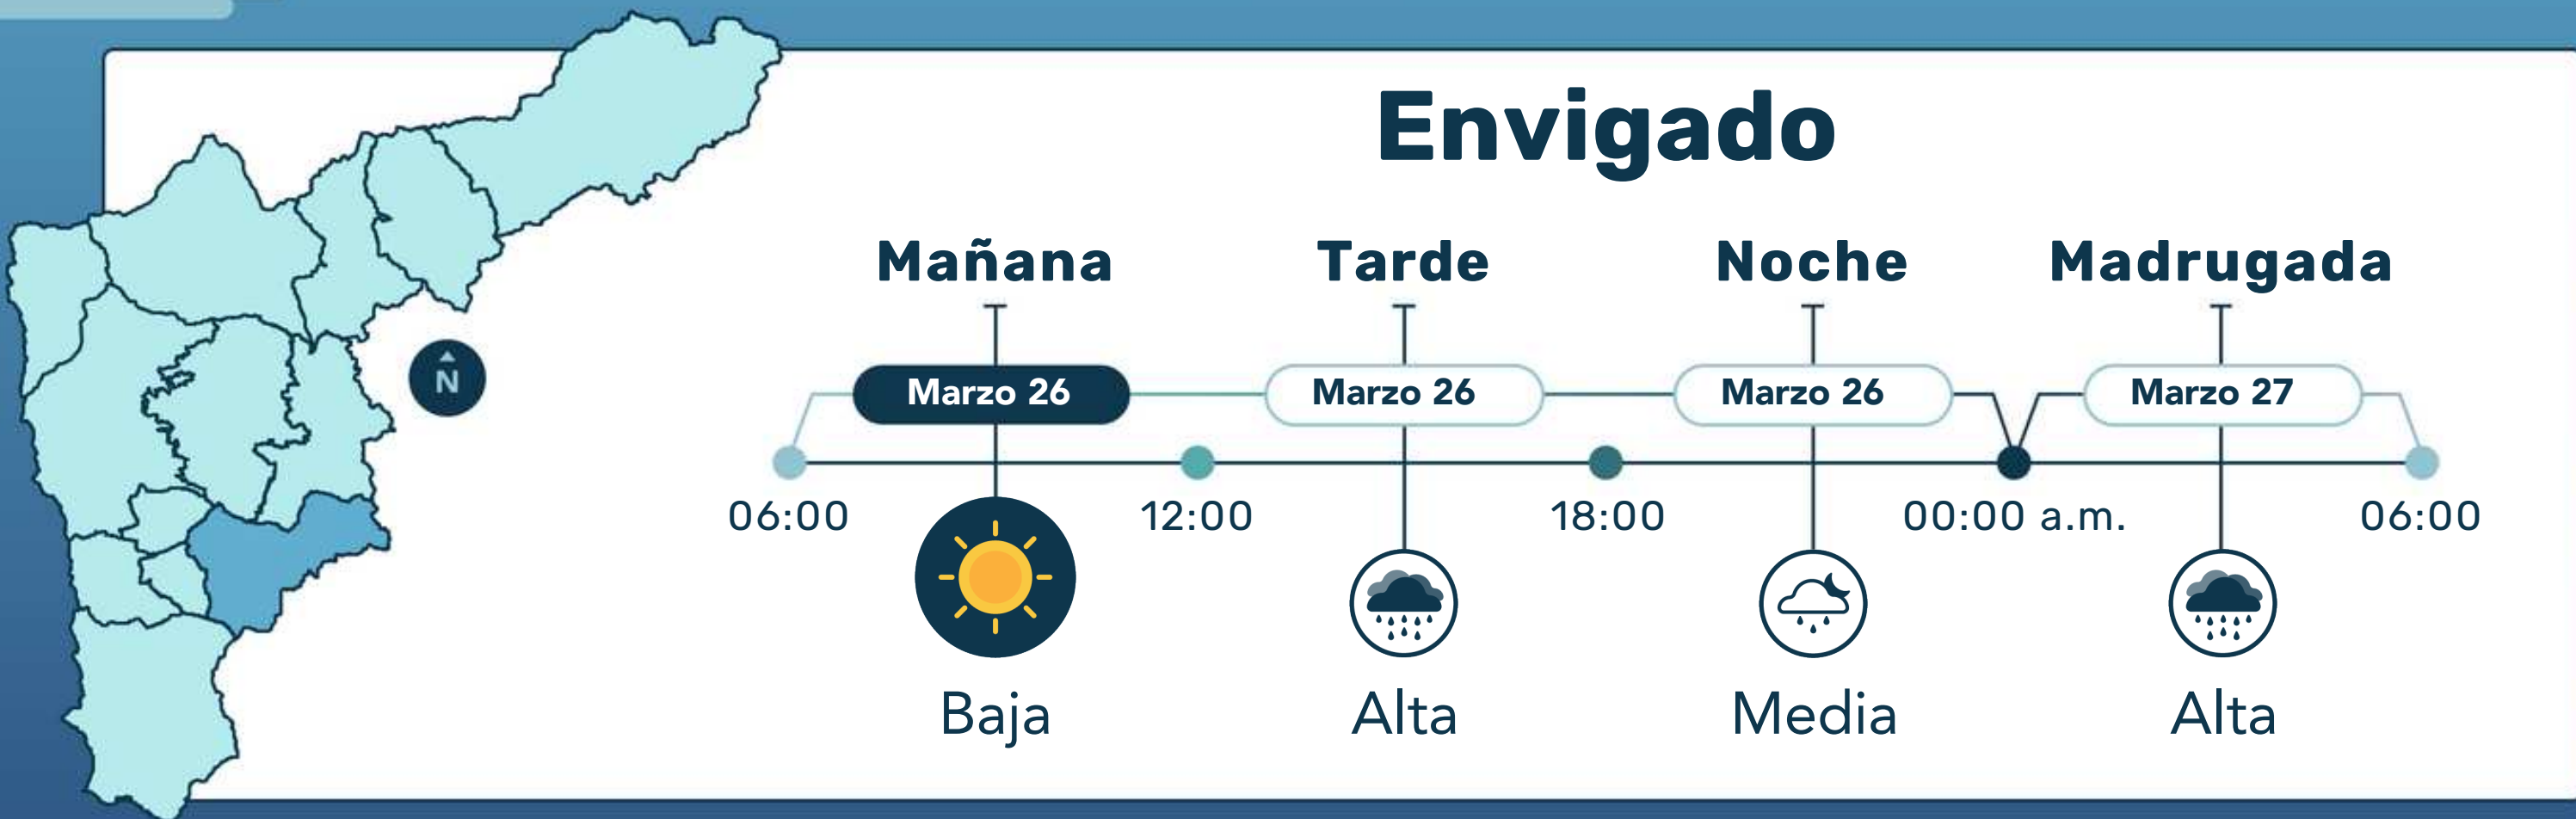 Envigado
Mañana Tarde Noche Madrugada
N
Marzo 26 Marzo 26 Marzo 26 Marzo 27
06:00 12:00 18:00 00:00 a.m. 06:00
Baja Alta Media Alta